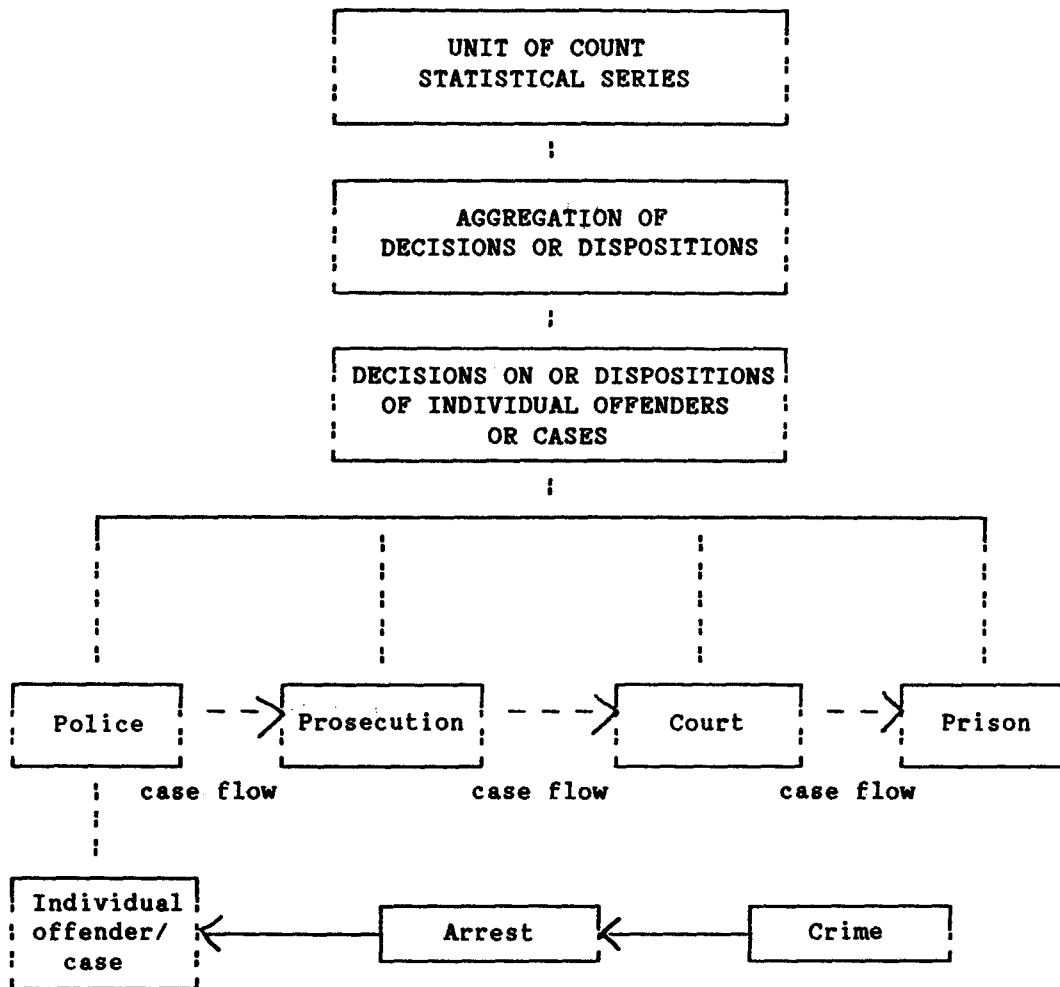 UNIT OF COUNT
STATISTICAL SERIES
AGGREGATION OF
DECISIONS OR DISPOSITIONS
DECISIONS ON OR DISPOSITIONS
OF INDIVIDUAL OFFENDERS
OR CASES
Police
Prosecution
Court
Prison
case flow
case flow
case flow
Individual
offender/
case
Arrest
Crime